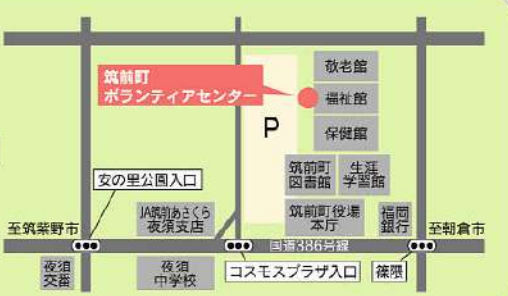 敬老館
筑前町
ボランティアセンター
福祉館
P
保健館
筑前町
図書館
生涯
学習館
安の里公園入口
JA筑前あさくら
夜須支店
筑前町役場
本庁
福岡
銀行
至筑紫野市
至朝倉市
国道386号線
夜須
交番
夜須
中学校
コスモスプラザ入口
篠隈